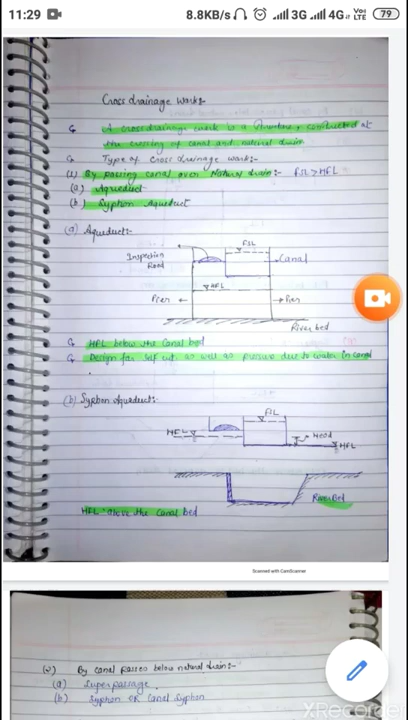 11:29
8.8KB/s 3G 4G Vo LTE 79
Cross drainage works:-
A cross drainage work is a structure, constructed at
the crossing of canal and natural drain
Type of cross drainage works:-
(1) By passing canal over Natural drain:- FSL > HFL
(a) Aqueduct
(b) Syphon Aqueduct
(a) Aqueduct:-
FSL
Inspection
Road
Canal
HFL
Pier
Pier
River bed
HFL below the Canal bed
Design for self wt. as well as pressure due to water in canal
(b) Syphon Aqueduct:-
FSL
HFL
Head
HFL
River Bed
HFL above the Canal bed
Scanned with CamScanner
(2) By canal passes below natural drain:-
(a) Super passage
(b) Syphon or Canal Syphon
XRecorder